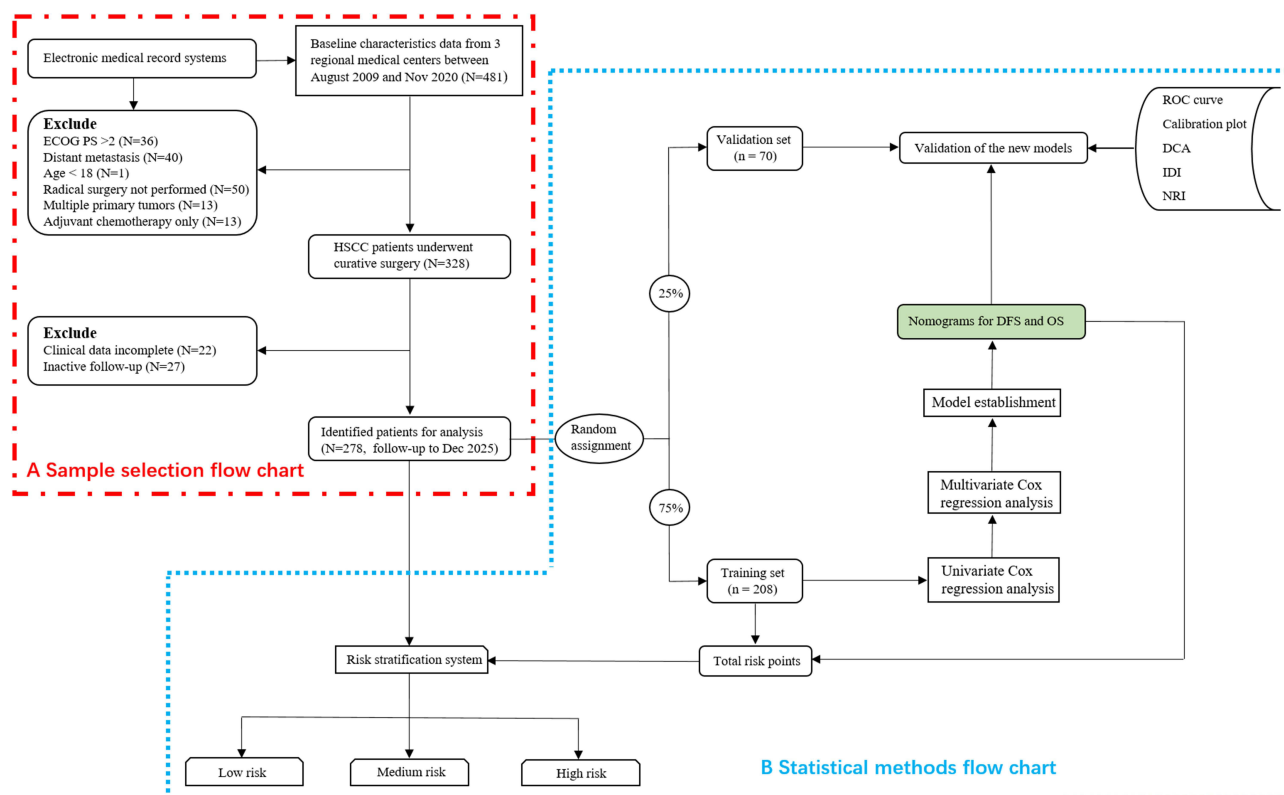 Electronic medical record systems
Baseline characteristics data from 3
regional medical centers between
August 2009 and Nov 2020 (N=481)
Exclude
ECOG PS >2 (N=36)
Distant metastasis (N=40)
Age < 18 (N=1)
Radical surgery not performed (N=50)
Multiple primary tumors (N=13)
Adjuvant chemotherapy only (N=13)
HSCC patients underwent
curative surgery (N=328)
Exclude
Clinical data incomplete (N=22)
Inactive follow-up (N=27)
Identified patients for analysis
(N=278, follow-up to Dec 2025)
A Sample selection flow chart
Random
assignment
25%
75%
Validation set
(n = 70)
Validation of the new models
ROC curve
Calibration plot
DCA
IDI
NRI
Nomograms for DFS and OS
Model establishment
Multivariate Cox
regression analysis
Univariate Cox
regression analysis
Training set
(n = 208)
Total risk points
Risk stratification system
Low risk
Medium risk
High risk
B Statistical methods flow chart